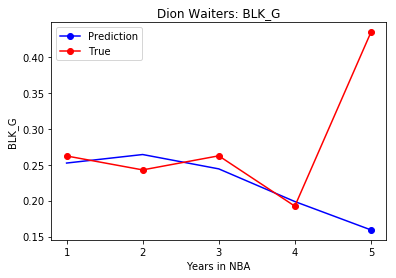 Dion Waiters: BLK_G
Prediction
True
BLK_G
0.40
0.35
0.30
0.25
0.20
0.15
1 2 3 4 5
Years in NBA